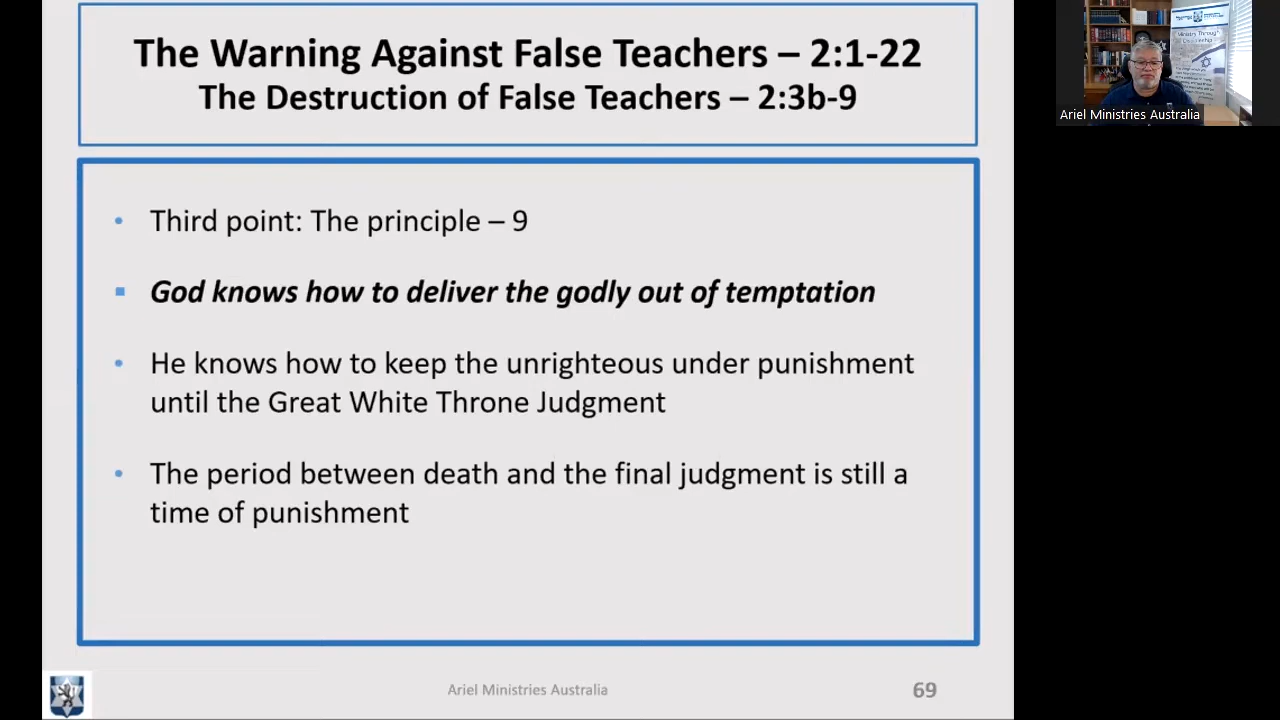 The Warning Against False Teachers – 2:1-22
The Destruction of False Teachers – 2:3b-9
Ministry Through
Discipleship
Ariel Ministries Australia
• Third point: The principle – 9
▪ God knows how to deliver the godly out of temptation
• He knows how to keep the unrighteous under punishment
until the Great White Throne Judgment
• The period between death and the final judgment is still a
time of punishment
Ariel Ministries Australia
69